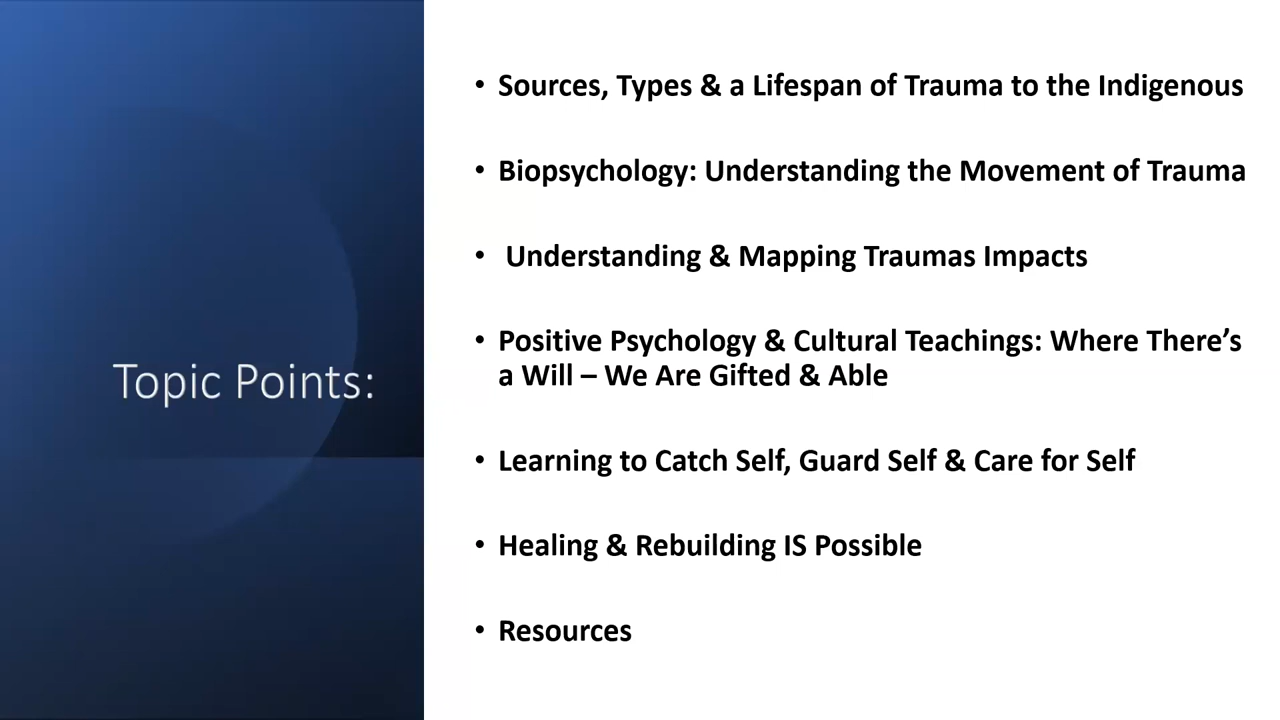 Topic Points:
• Sources, Types & a Lifespan of Trauma to the Indigenous
• Biopsychology: Understanding the Movement of Trauma
• Understanding & Mapping Traumas Impacts
• Positive Psychology & Cultural Teachings: Where There’s
a Will – We Are Gifted & Able
• Learning to Catch Self, Guard Self & Care for Self
• Healing & Rebuilding IS Possible
• Resources